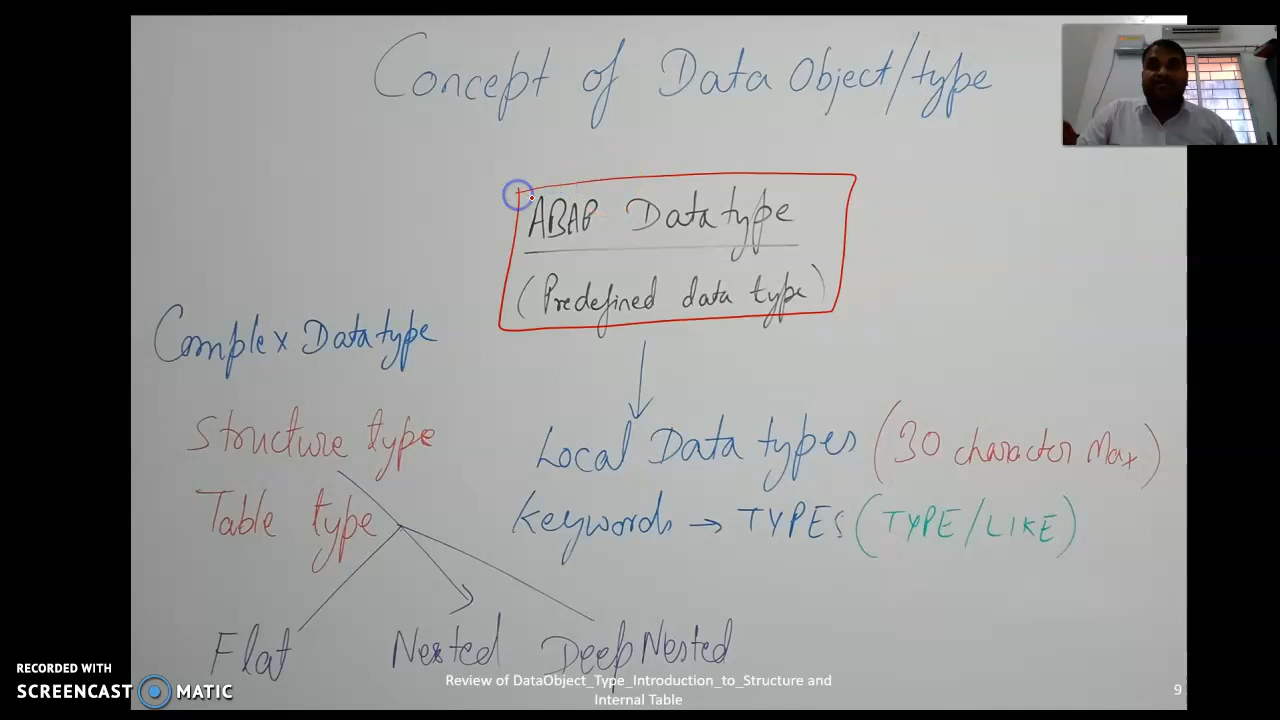 Concept of Data Object/type
ABAP Datatype
(Predefined data type)
Complex Datatype
Structure type
Local Data types (30 character Max)
Table type
Keywords → TYPES (TYPE/LIKE)
Flat
Nested
Deep Nested
Review of DataObject_Type_Introduction_to_Structure and
Internal Table
9
RECORDED WITH
SCREENCAST MATIC